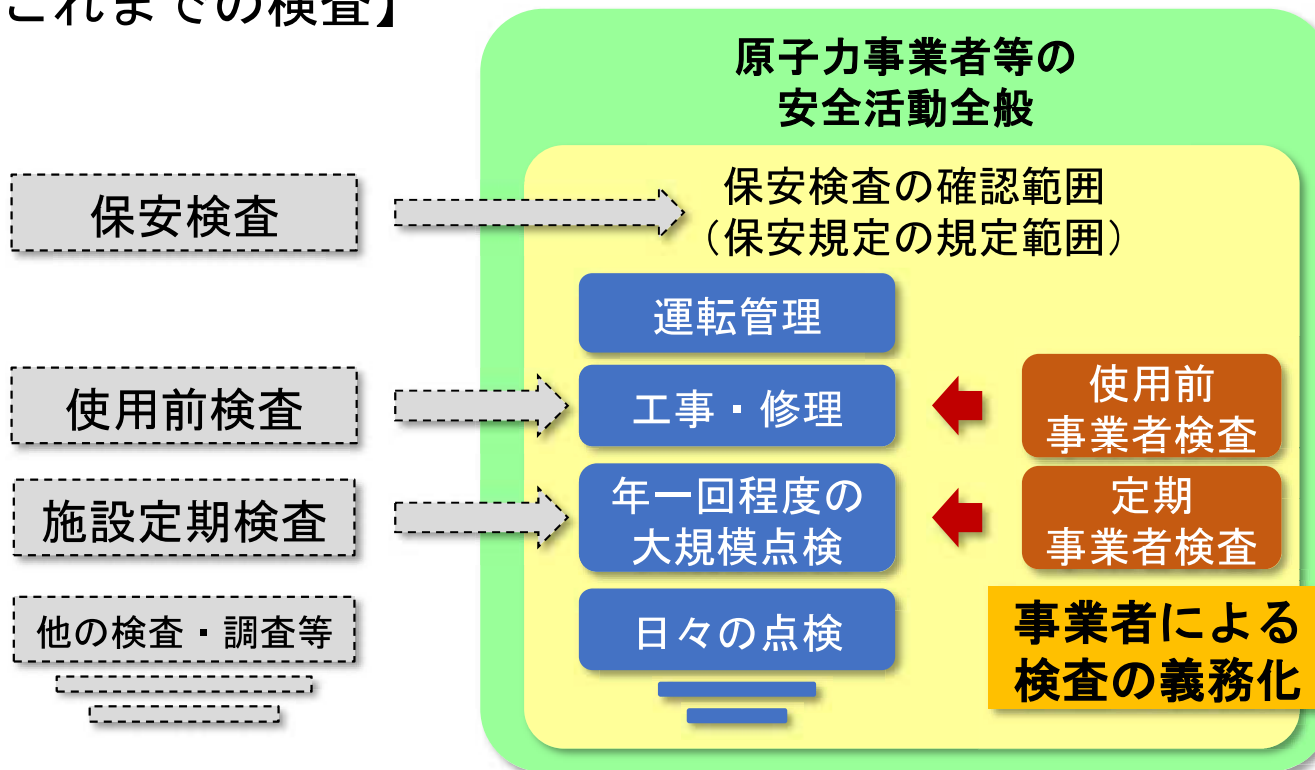 これまでの検査】
原子力事業者等の
安全活動全般
保安検査
保安検査の確認範囲
（保安規定の規定範囲）
運転管理
使用前検査
工事・修理
使用前
事業者検査
施設定期検査
年一回程度の
大規模点検
定期
事業者検査
他の検査・調査等
日々の点検
事業者による
検査の義務化